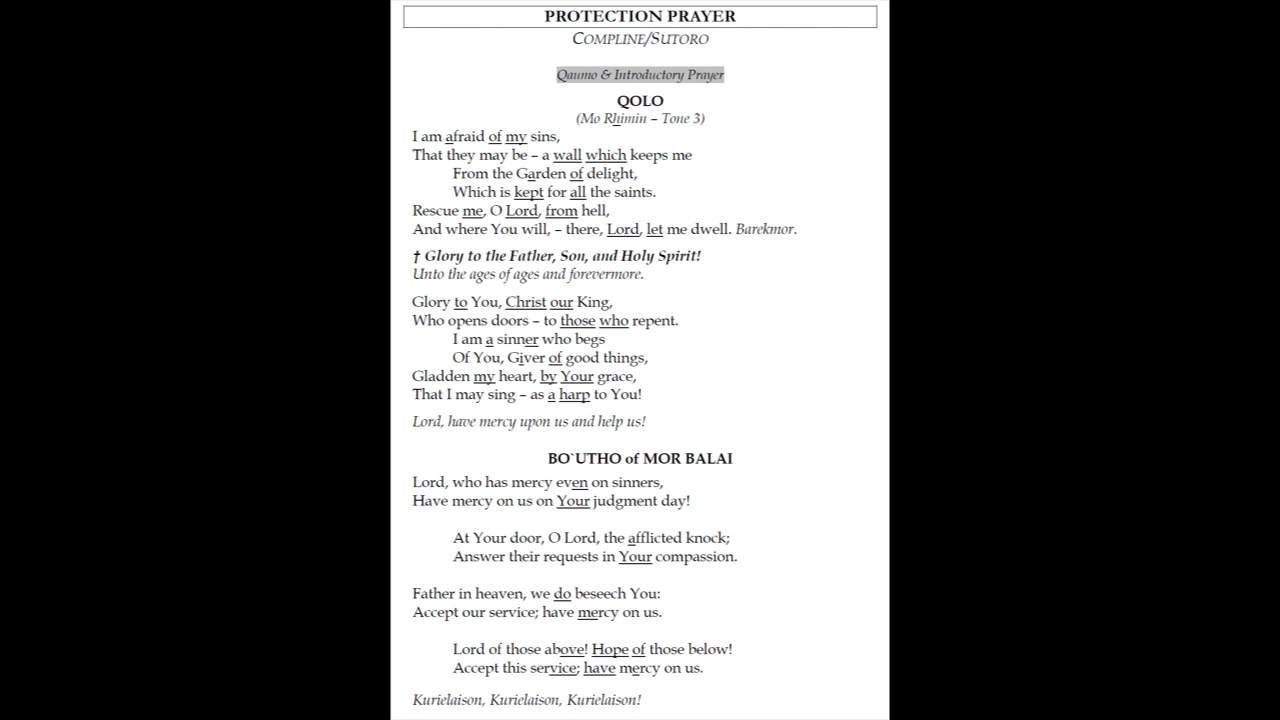 PROTECTION PRAYER
COMPLINE/SUTORO
Qaumo & Introductory Prayer
QOLO
(Mo Rhimin – Tone 3)
I am afraid of my sins,
That they may be – a wall which keeps me
From the Garden of delight,
Which is kept for all the saints.
Rescue me, O Lord, from hell,
And where You will, – there, Lord, let me dwell. Barekmor.
† Glory to the Father, Son, and Holy Spirit!
Unto the ages of ages and forevermore.
Glory to You, Christ our King,
Who opens doors – to those who repent.
I am a sinner who begs
Of You, Giver of good things,
Gladden my heart, by Your grace,
That I may sing – as a harp to You!
Lord, have mercy upon us and help us!
BO`UTHO of MOR BALAI
Lord, who has mercy even on sinners,
Have mercy on us on Your judgment day!
At Your door, O Lord, the afflicted knock;
Answer their requests in Your compassion.
Father in heaven, we do beseech You:
Accept our service; have mercy on us.
Lord of those above! Hope of those below!
Accept this service; have mercy on us.
Kurielaison, Kurielaison, Kurielaison!